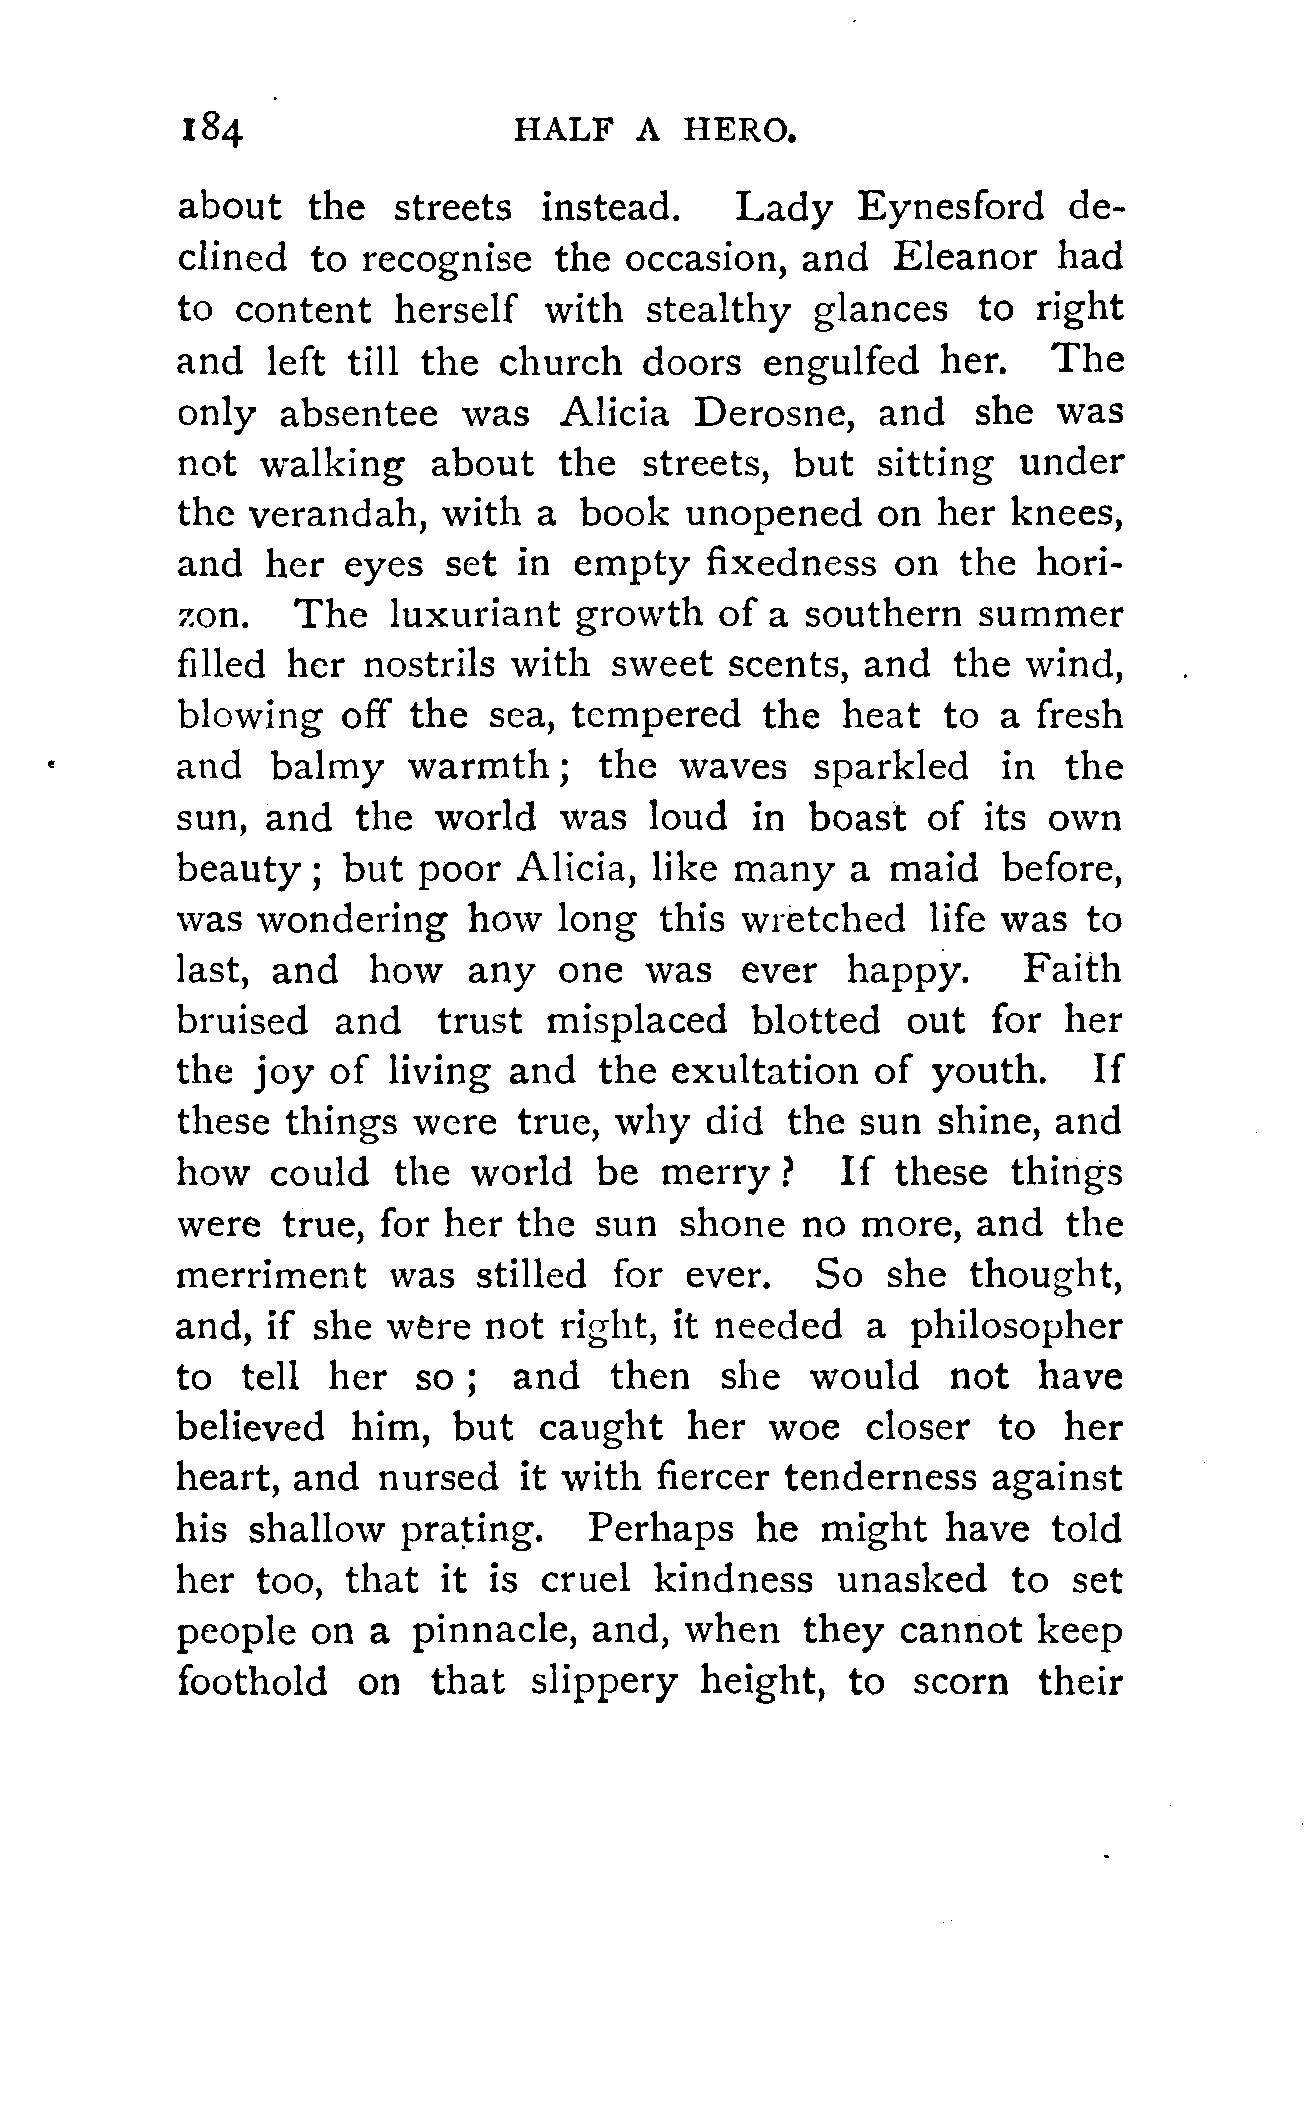 184 HALF A HERO.
about the streets instead. Lady Eynesford de-
clined to recognise the occasion, and Eleanor had
to content herself with stealthy glances to right
and left till the church doors engulfed her. The
only absentee was Alicia Derosne, and she was
not walking about the streets, but sitting under
the verandah, with a book unopened on her knees,
and her eyes set in empty fixedness on the hori-
zon. The luxuriant growth of a southern summer
filled her nostrils with sweet scents, and the wind,
blowing off the sea, tempered the heat to a fresh
and balmy warmth ; the waves sparkled in the
sun, and the world was loud in boast of its own
beauty ; but poor Alicia, like many a maid before,
was wondering how long this wretched life was to
last, and how any one was ever happy. Faith
bruised and trust misplaced blotted out for her
the joy of living and the exultation of youth. If
these things were true, why did the sun shine, and
how could the world be merry ? If these things
were true, for her the sun shone no more, and the
merriment was stilled for ever. So she thought,
and, if she were not right, it needed a philosopher
to tell her so ; and then she would not have
believed him, but caught her woe closer to her
heart, and nursed it with fiercer tenderness against
his shallow prating. Perhaps he might have told
her too, that it is cruel kindness unasked to set
people on a pinnacle, and, when they cannot keep
foothold on that slippery height, to scorn their